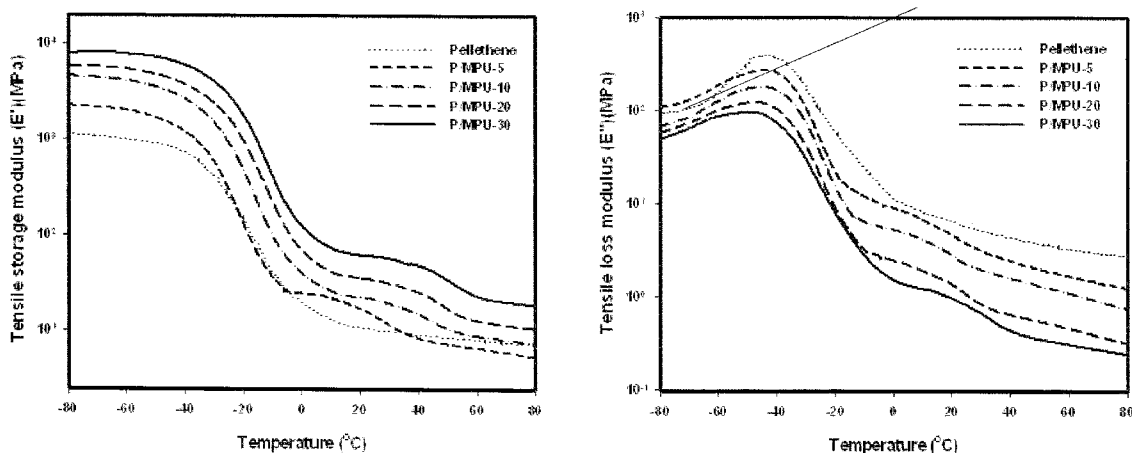 Tensile storage modulus (E')(MPa)
10⁴
10³
10²
10¹
Pellethene
P/MPU-5
P/MPU-10
P/MPU-20
P/MPU-30
-80 -60 -40 -20 0 20 40 60 80
Temperature (°C)
Tensile loss modulus (E")(MPa)
10³
10²
10¹
10⁰
10⁻¹
Pellethene
P/MPU-5
P/MPU-10
P/MPU-20
P/MPU-30
-80 -60 -40 -20 0 20 40 60 80
Temperature (°C)